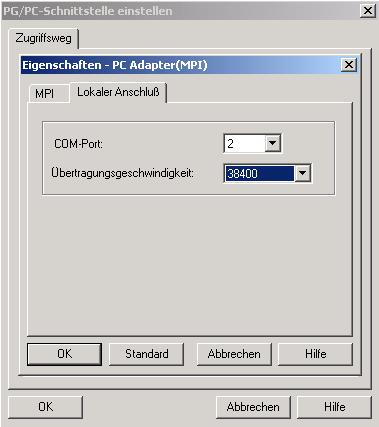 PG/PC-Schnittstelle einstellen
Zugriffsweg
Eigenschaften - PC Adapter(MPI)
MPI Lokaler Anschluß
COM-Port: 2
Übertragungsgeschwindigkeit: 38400
OK Standard Abbrechen Hilfe
OK Abbrechen Hilfe